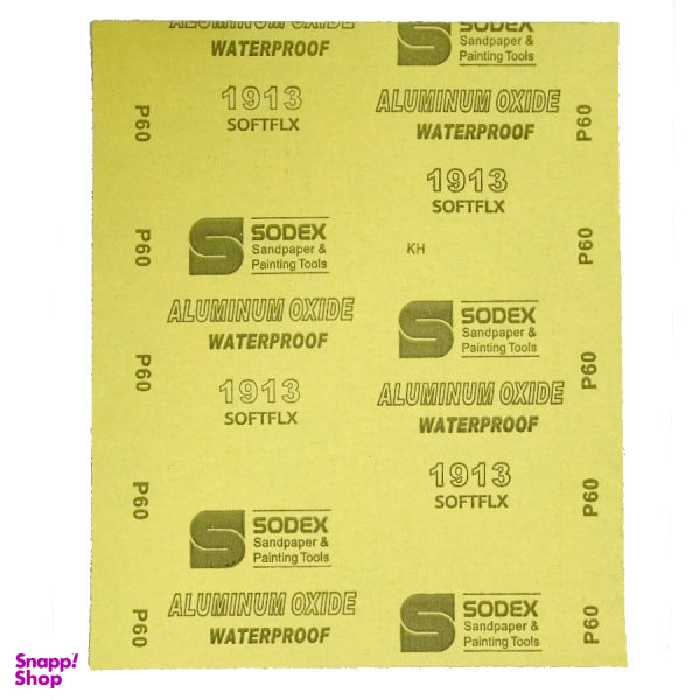 ALUMINUM OXIDE
WATERPROOF
1913
SOFTFLX
SODEX
Sandpaper &
Painting Tools
ALUMINUM OXIDE
WATERPROOF
1913
SOFTFLX
SODEX
Sandpaper &
Painting Tools
ALUMINUM OXIDE
WATERPROOF
SODEX
Sandpaper &
Painting Tools
ALUMINUM OXIDE
WATERPROOF
1913
SOFTFLX
KH
SODEX
Sandpaper &
Painting Tools
ALUMINUM OXIDE
WATERPROOF
1913
SOFTFLX
SODEX
Sandpaper &
Painting Tools
P60
P60
P60
P60
P60
P60
P60
P60
P60
P60
Snapp!
Shop